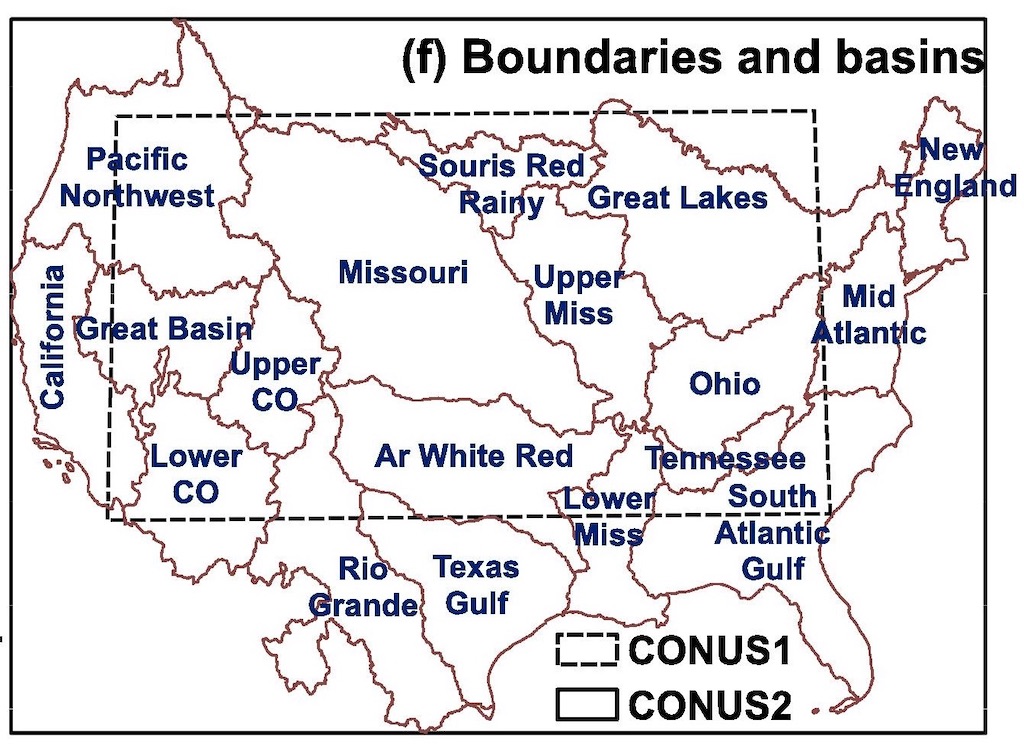 (f) Boundaries and basins
New
England
Pacific
Northwest
Souris Red
Rainy
Great Lakes
Missouri
Upper
Miss
Mid
Atlantic
California
Great Basin
Upper
CO
Ohio
Lower
CO
Ar White Red
Tennessee
South
Atlantic
Gulf
Lower
Miss
Rio
Grande
Texas
Gulf
CONUS1
CONUS2